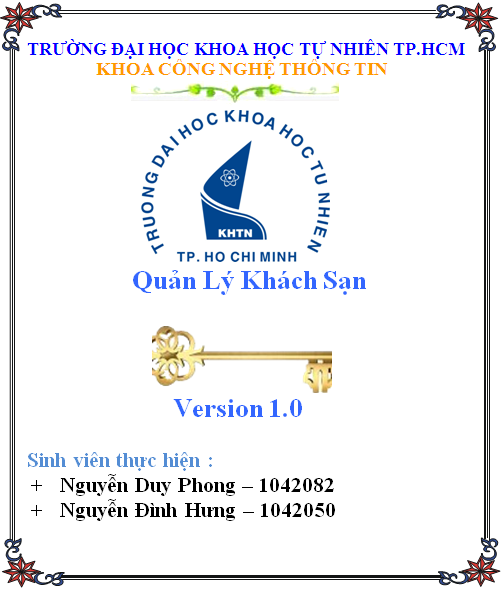 TRƯỜNG ĐẠI HỌC KHOA HỌC TỰ NHIÊN TP.HCM
KHOA CÔNG NGHỆ THÔNG TIN
TRUONG DAI HOC KHOA HOC TU NHIEN
KHTN
TP. HO CHI MINH
Quản Lý Khách Sạn
Version 1.0
Sinh viên thực hiện :
+ Nguyễn Duy Phong – 1042082
+ Nguyễn Đình Hưng – 1042050